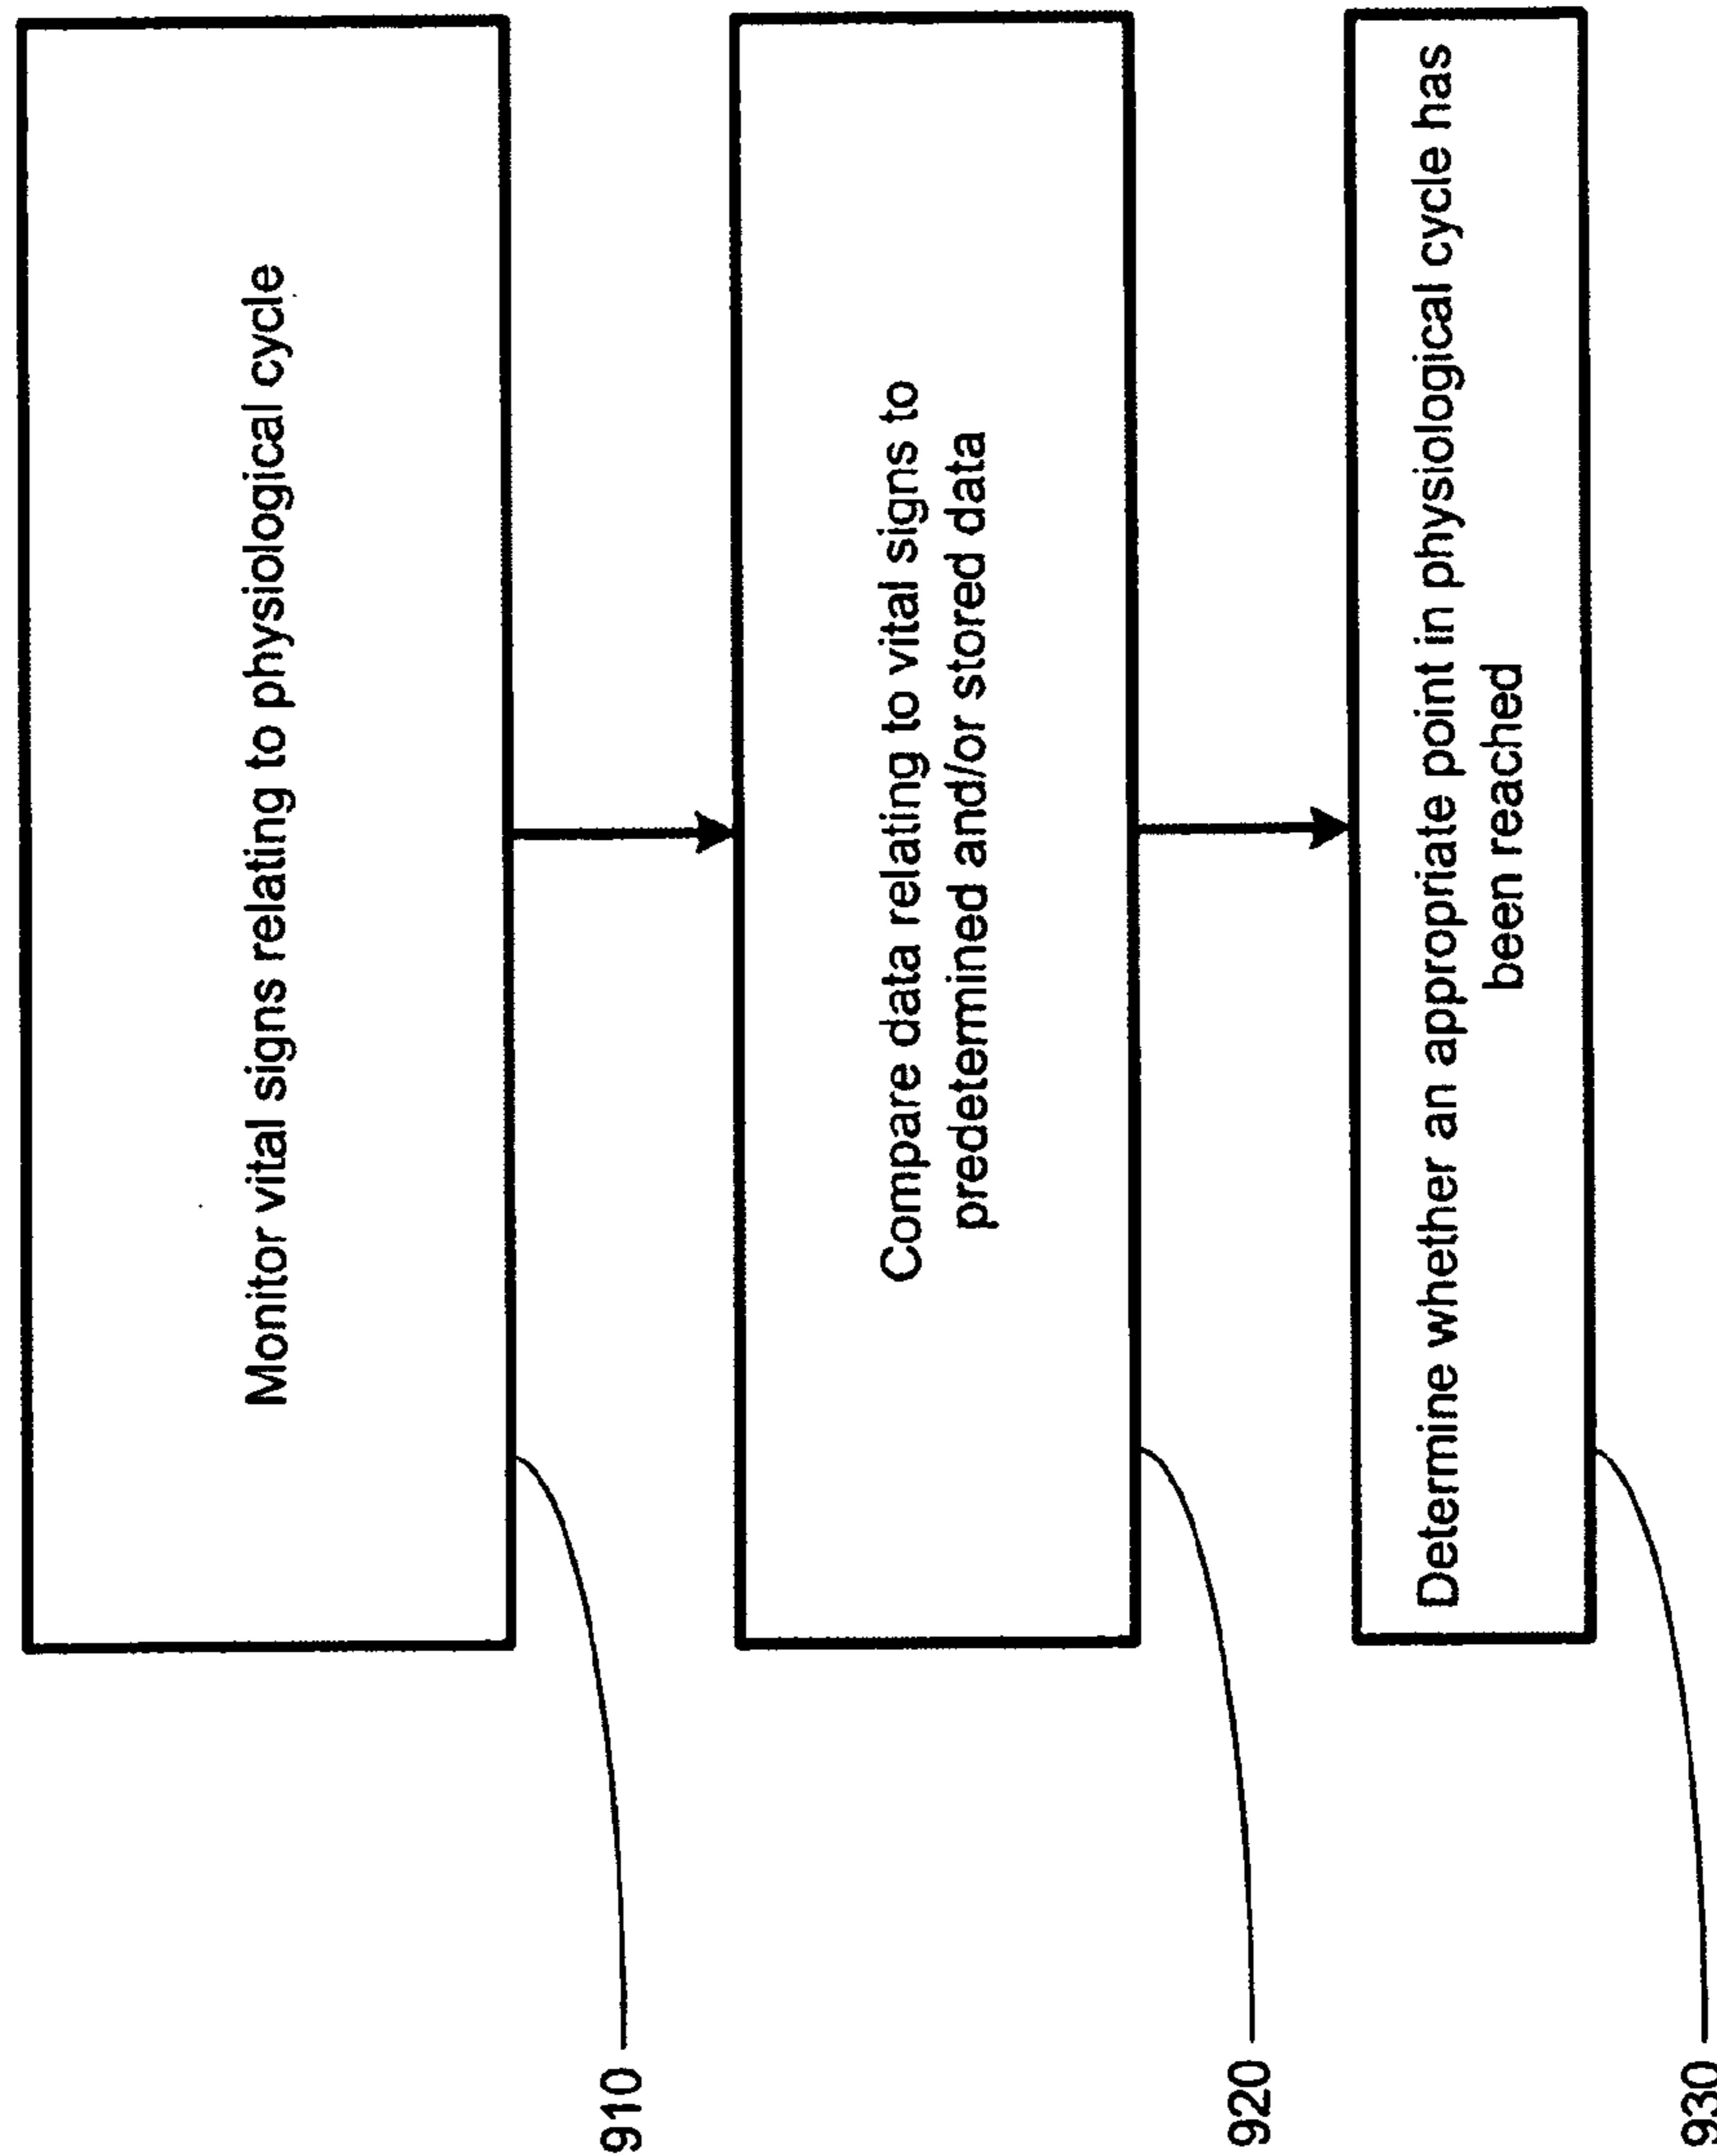 Monitor vital signs relating to physiological cycle
910
Compare data relating to vital signs to
predetermined and/or stored data
920
Determine whether an appropriate point in physiological cycle has
been reached
930